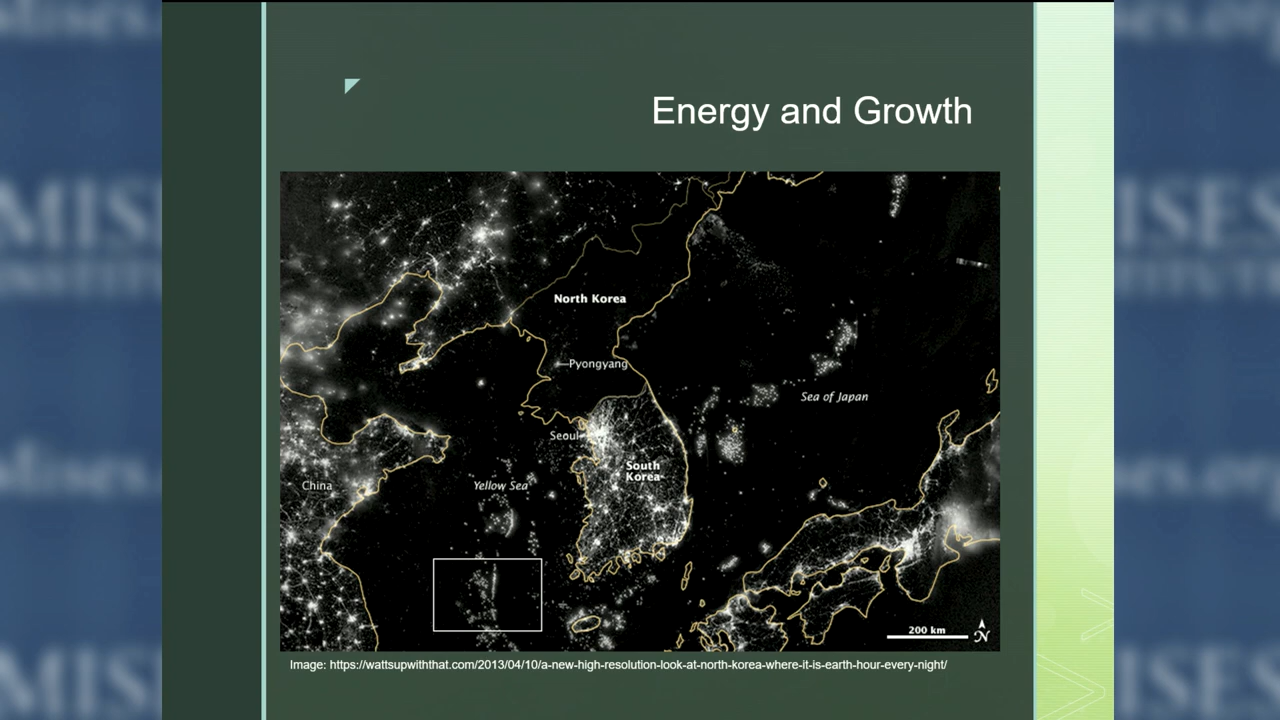 Energy and Growth
North Korea
Pyongyang
Sea of Japan
Seoul
South
Korea
China
Yellow Sea
200 km
N
Image: https://wattsupwiththat.com/2013/04/10/a-new-high-resolution-look-at-north-korea-where-it-is-earth-hour-every-night/